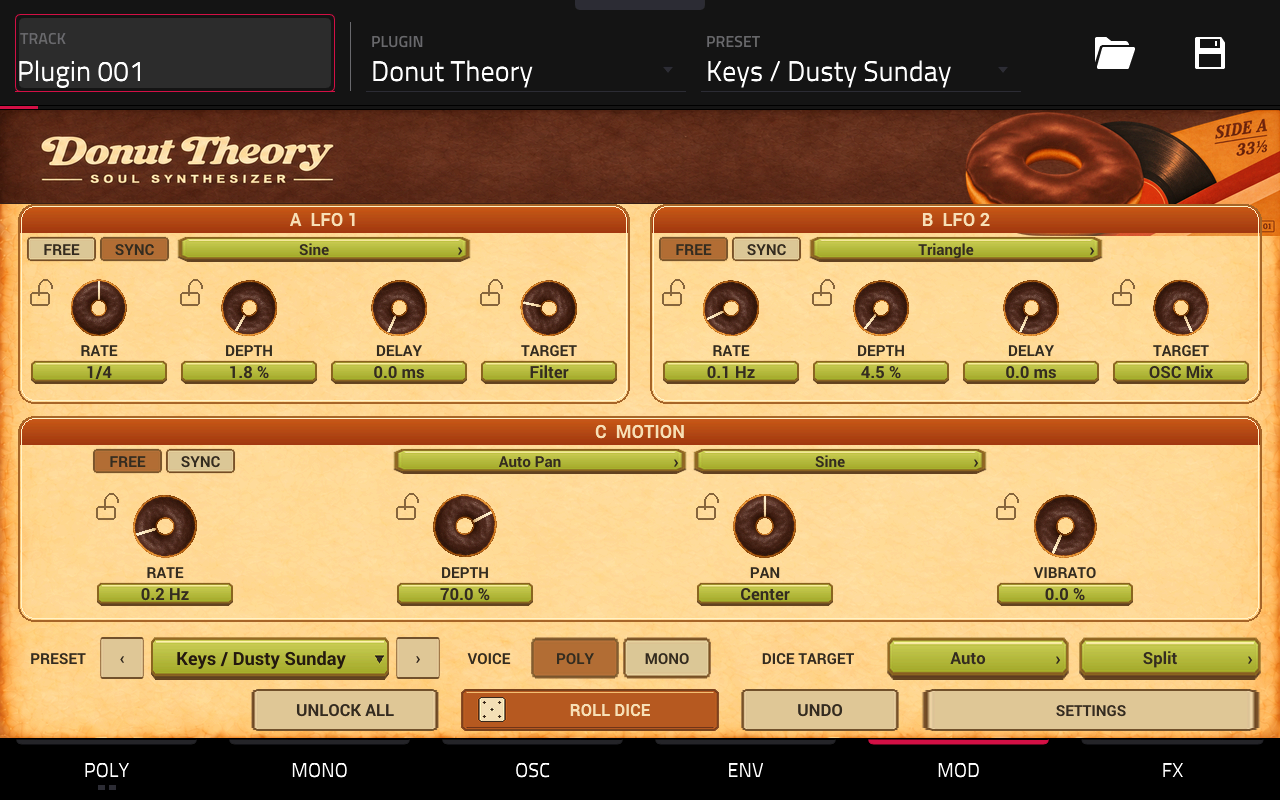 TRACK
Plugin 001
PLUGIN
Donut Theory
PRESET
Keys / Dusty Sunday
Donut Theory
SOUL SYNTHESIZER
SIDE A
33⅓
01
A LFO 1
FREE SYNC Sine ›
RATE DEPTH DELAY TARGET
1/4 1.8 % 0.0 ms Filter
B LFO 2
FREE SYNC Triangle ›
RATE DEPTH DELAY TARGET
0.1 Hz 4.5 % 0.0 ms OSC Mix
C MOTION
FREE SYNC Auto Pan › Sine ›
RATE DEPTH PAN VIBRATO
0.2 Hz 70.0 % Center 0.0 %
PRESET ‹ Keys / Dusty Sunday ▼ › VOICE POLY MONO DICE TARGET Auto › Split ›
UNLOCK ALL ROLL DICE UNDO SETTINGS
POLY MONO OSC ENV MOD FX